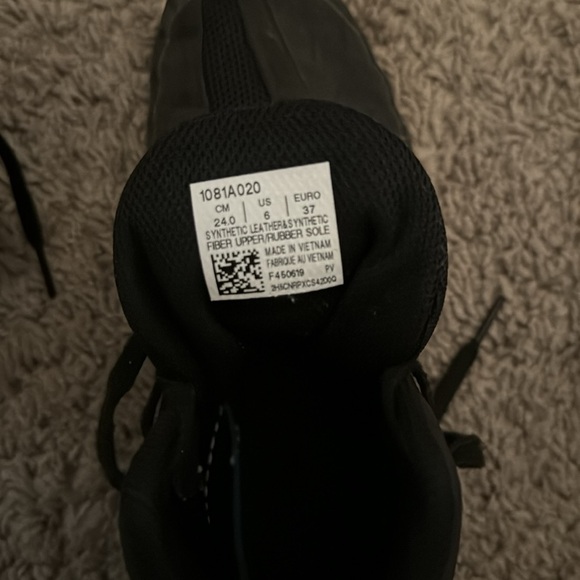 1081A020
CM | US | EURO
24.0 | 6 | 37
SYNTHETIC LEATHER&SYNTHETIC
FIBER UPPER/RUBBER SOLE
MADE IN VIETNAM
FABRIQUE AU VIETNAM
F450619 PV